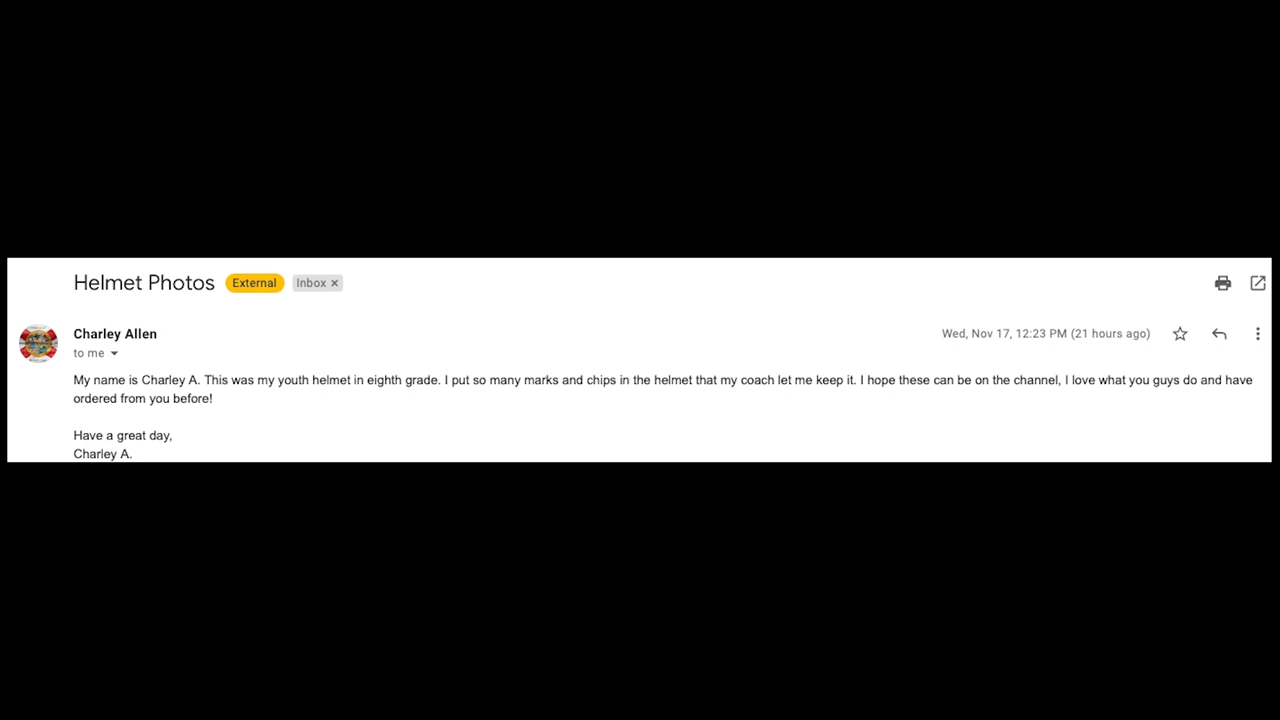 Helmet Photos External Inbox ×
Charley Allen Wed, Nov 17, 12:23 PM (21 hours ago)
to me
My name is Charley A. This was my youth helmet in eighth grade. I put so many marks and chips in the helmet that my coach let me keep it. I hope these can be on the channel, I love what you guys do and have
ordered from you before!
Have a great day,
Charley A.